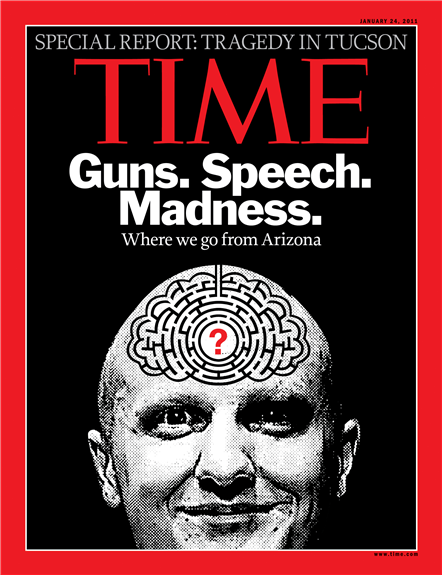 JANUARY 24, 2011
SPECIAL REPORT: TRAGEDY IN TUCSON
TIME
Guns. Speech.
Madness.
Where we go from Arizona
?
www.time.com